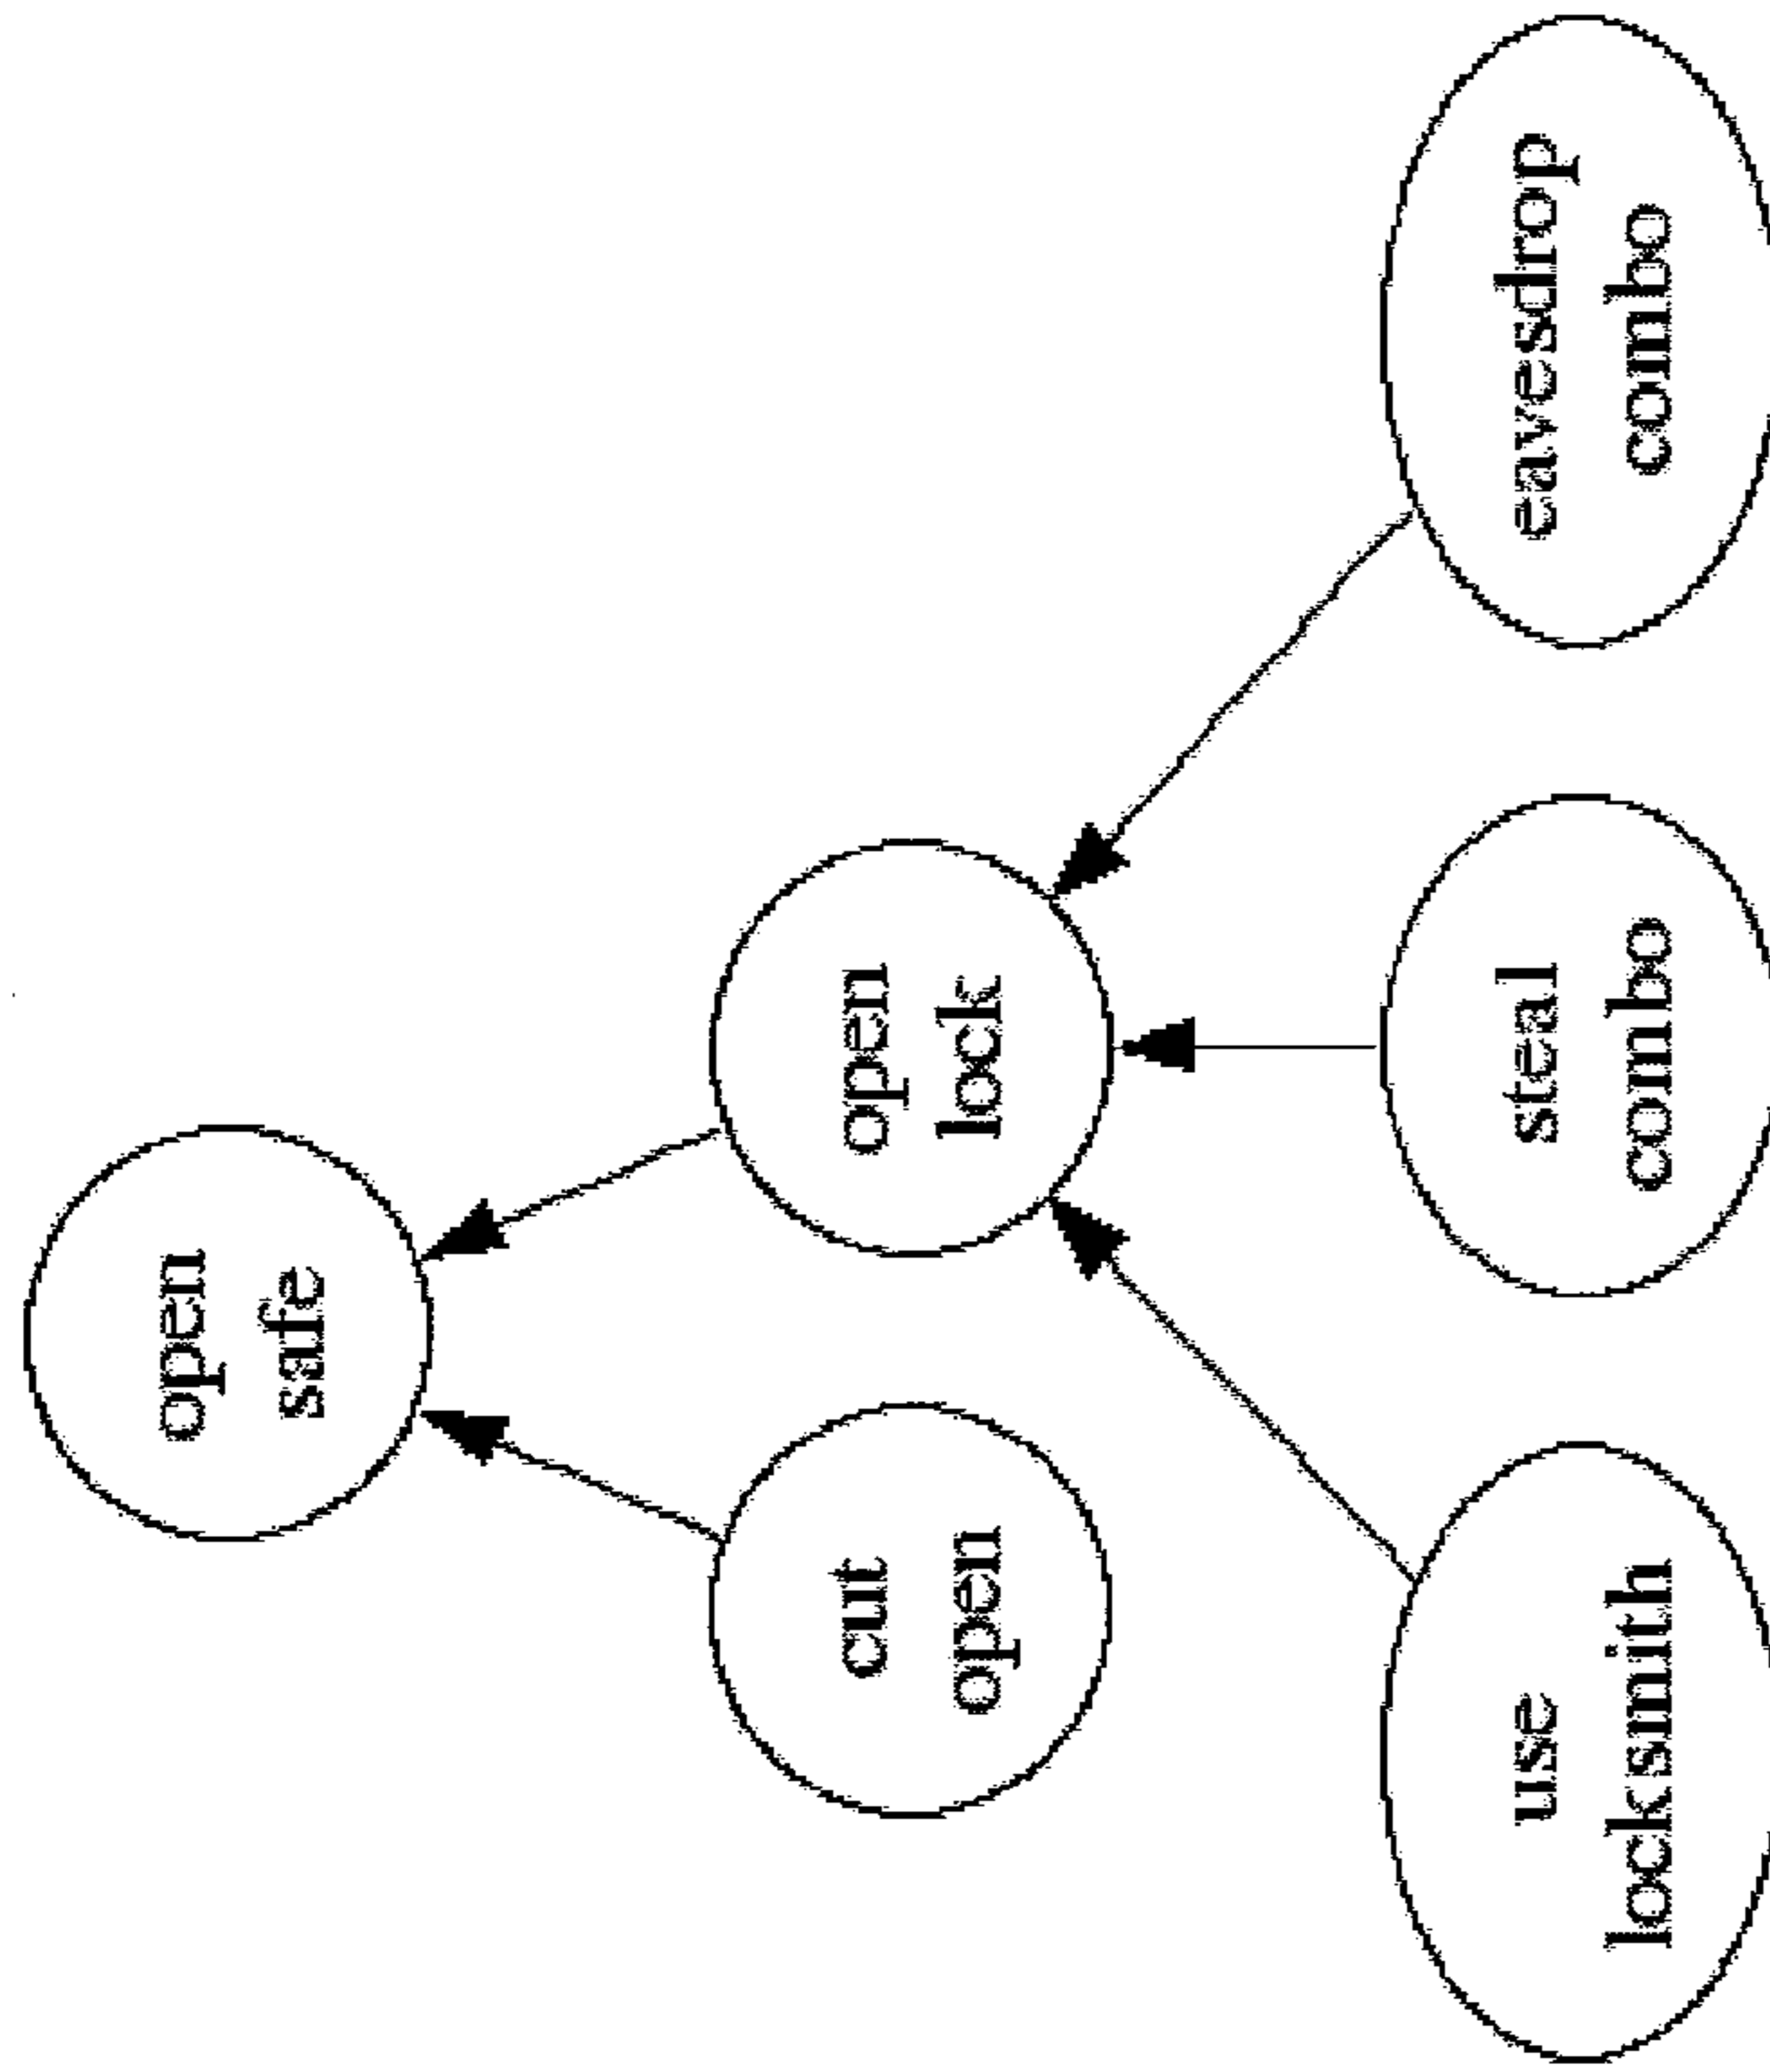 open
safe
cut
open
open
lock
use
locksmith
steal
combo
eavesdrop
combo